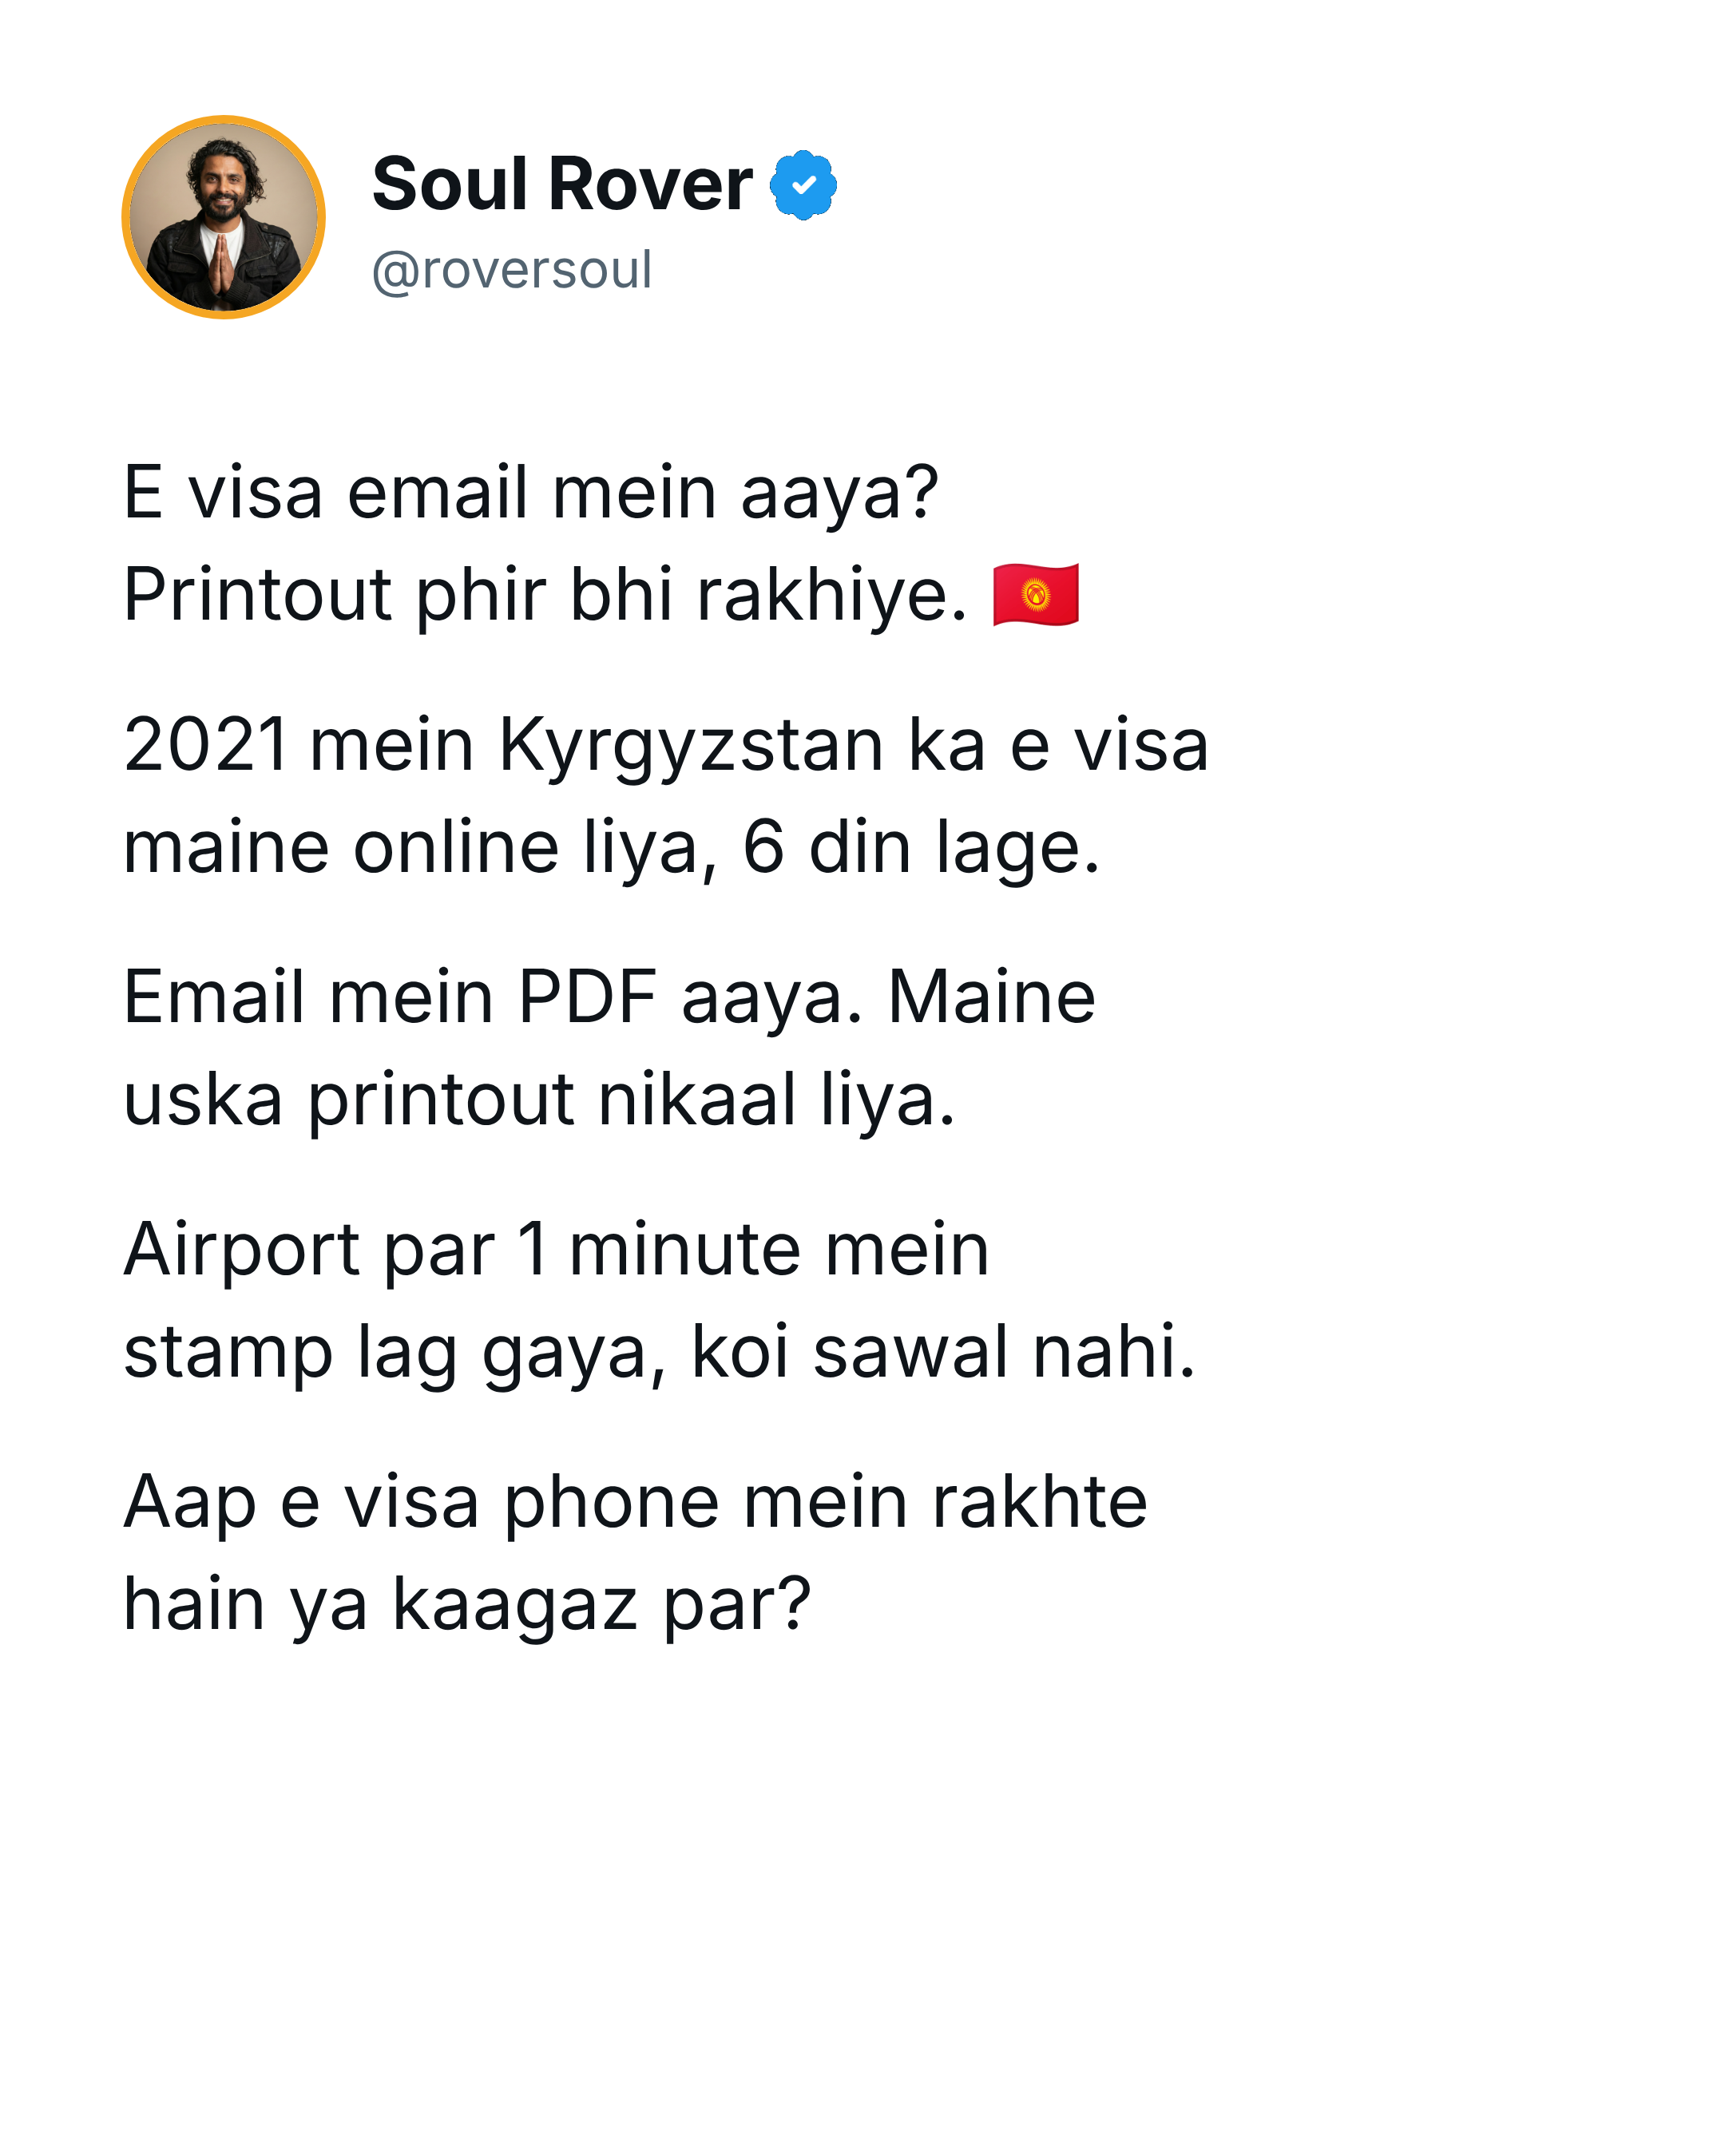 Soul Rover
@roversoul
E visa email mein aaya?
Printout phir bhi rakhiye. 🇰🇬
2021 mein Kyrgyzstan ka e visa
maine online liya, 6 din lage.
Email mein PDF aaya. Maine
uska printout nikaal liya.
Airport par 1 minute mein
stamp lag gaya, koi sawal nahi.
Aap e visa phone mein rakhte
hain ya kaagaz par?